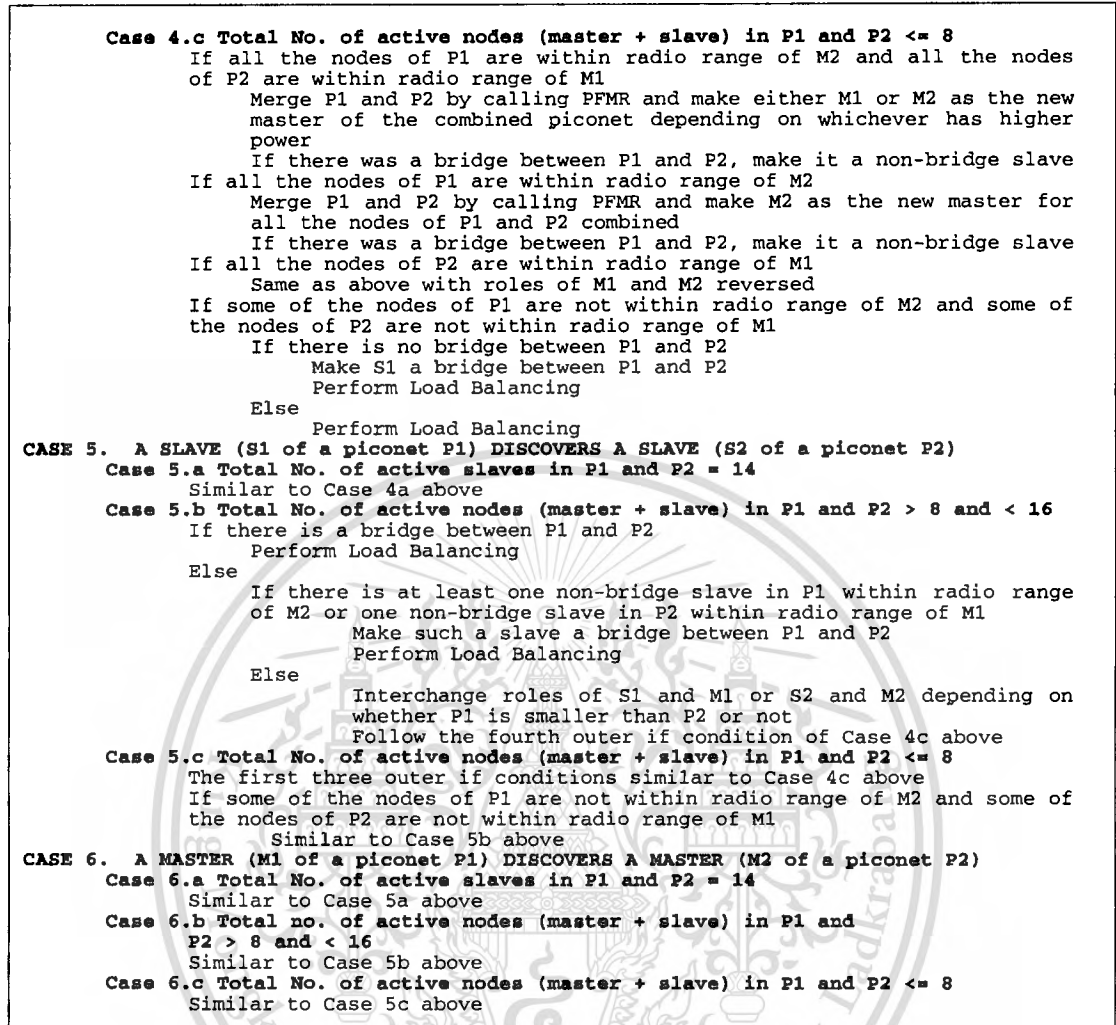 Case 4.c Total No. of active nodes (master + slave) in P1 and P2 <= 8
If all the nodes of P1 are within radio range of M2 and all the nodes
of P2 are within radio range of M1
Merge P1 and P2 by calling PFMR and make either M1 or M2 as the new
master of the combined piconet depending on whichever has higher
power
If there was a bridge between P1 and P2, make it a non-bridge slave
If all the nodes of P1 are within radio range of M2
Merge P1 and P2 by calling PFMR and make M2 as the new master for
all the nodes of P1 and P2 combined
If there was a bridge between P1 and P2, make it a non-bridge slave
If all the nodes of P2 are within radio range of M1
Same as above with roles of M1 and M2 reversed
If some of the nodes of P1 are not within radio range of M2 and some of
the nodes of P2 are not within radio range of M1
If there is no bridge between P1 and P2
Make S1 a bridge between P1 and P2
Perform Load Balancing
Else
Perform Load Balancing
CASE 5. A SLAVE (S1 of a piconet P1) DISCOVERS A SLAVE (S2 of a piconet P2)
Case 5.a Total No. of active slaves in P1 and P2 = 14
Similar to Case 4a above
Case 5.b Total No. of active nodes (master + slave) in P1 and P2 > 8 and < 16
If there is a bridge between P1 and P2
Perform Load Balancing
Else
If there is at least one non-bridge slave in P1 within radio range
of M2 or one non-bridge slave in P2 within radio range of M1
Make such a slave a bridge between P1 and P2
Perform Load Balancing
Else
Interchange roles of S1 and M1 or S2 and M2 depending on
whether P1 is smaller than P2 or not
Follow the fourth outer if condition of Case 4c above
Case 5.c Total No. of active nodes (master + slave) in P1 and P2 <= 8
The first three outer if conditions similar to Case 4c above
If some of the nodes of P1 are not within radio range of M2 and some of
the nodes of P2 are not within radio range of M1
Similar to Case 5b above
CASE 6. A MASTER (M1 of a piconet P1) DISCOVERS A MASTER (M2 of a piconet P2)
Case 6.a Total No. of active slaves in P1 and P2 = 14
Similar to Case 5a above
Case 6.b Total no. of active nodes (master + slave) in P1 and
P2 > 8 and < 16
Similar to Case 5b above
Case 6.c Total No. of active nodes (master + slave) in P1 and P2 <= 8
Similar to Case 5c above